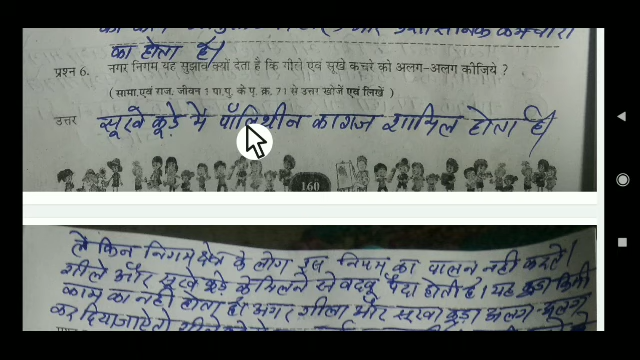 का होता है।
प्रश्न 6. नगर निगम यह सुझाव क्यों देता है कि गीले एवं सूखे कचरे को अलग-अलग कीजिये ?
(सामा.एवं राज. जीवन 1 पा.पु. के पृ. क्र. 71 से उत्तर खोजें एवं लिखें )
उत्तर सूखे कूड़े में पॉलिथीन कागज शामिल होता है।
160
लेकिन निगम क्षेत्र के लोग इस नियम का पालन नहीं करते।
गीले और सूखे कूड़े के मिलने से बदबू पैदा होती है। यह कूड़ा किसी
काम का नहीं होता है। अगर गीला और सूखा कूड़ा अलग-अलग
कर दिया जाऐ तो गीले